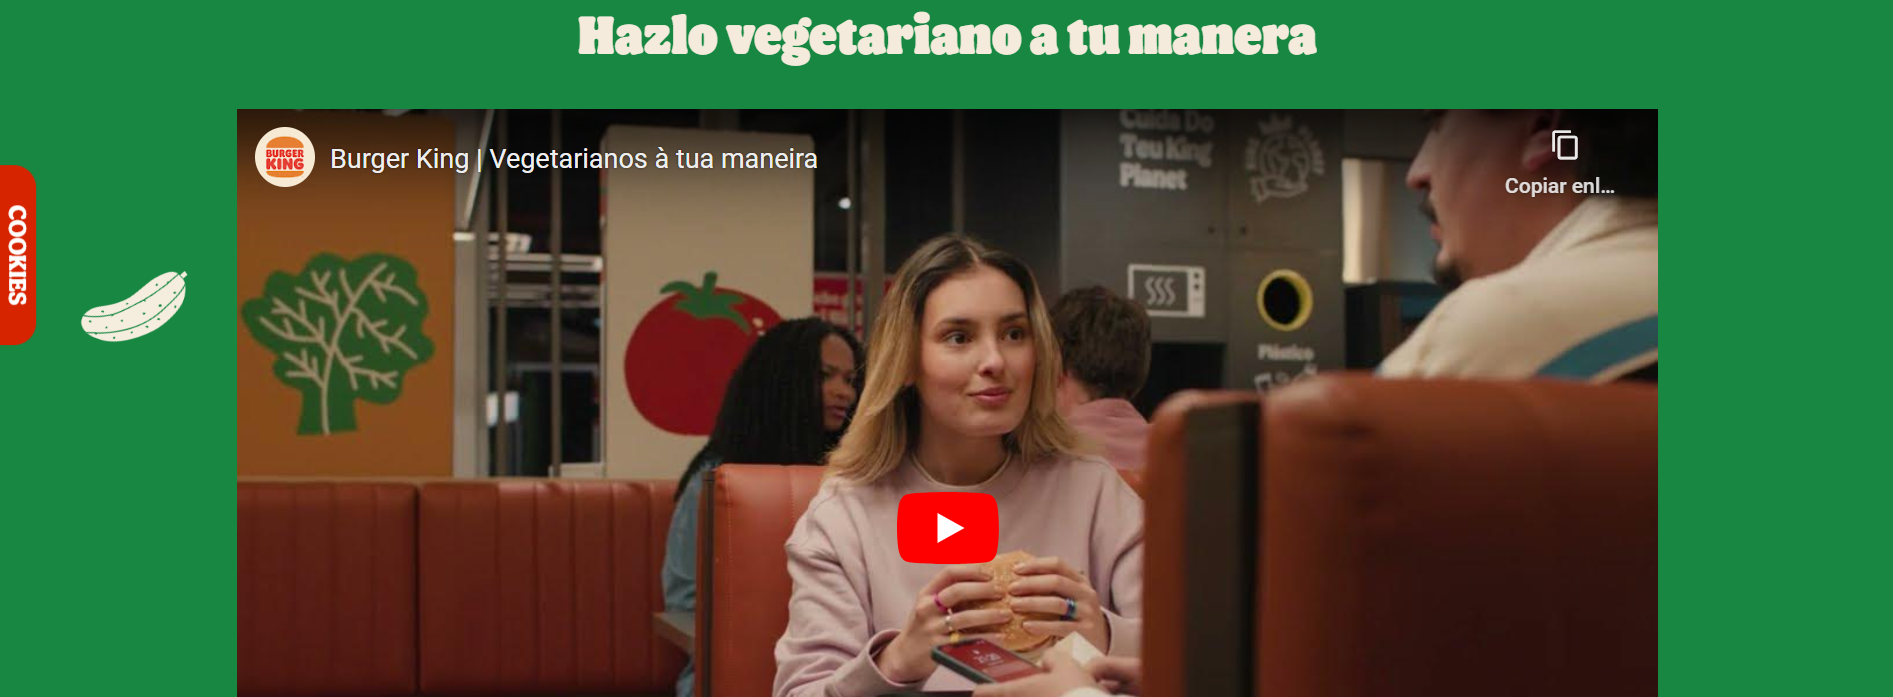 Hazlo vegetariano a tu manera
BURGER
KING
Burger King | Vegetarianos à tua maneira
Copiar enl...
Cuida Do
Teu King
Planet
COOKIES
Plástico